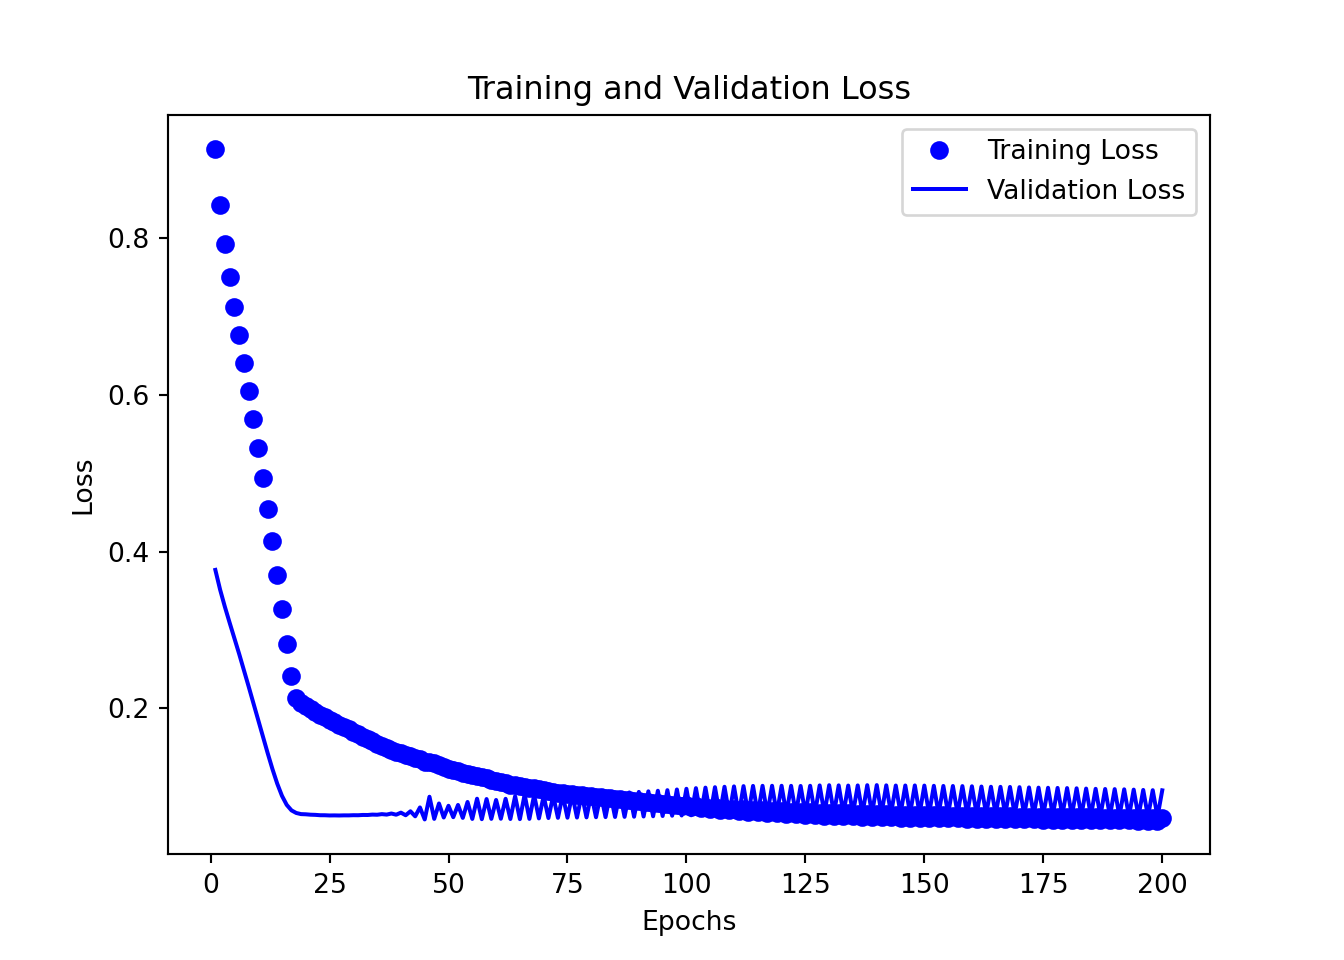 Training and Validation Loss
Training Loss
Validation Loss
0.8
0.6
0.4
0.2
Loss
0 25 50 75 100 125 150 175 200
Epochs